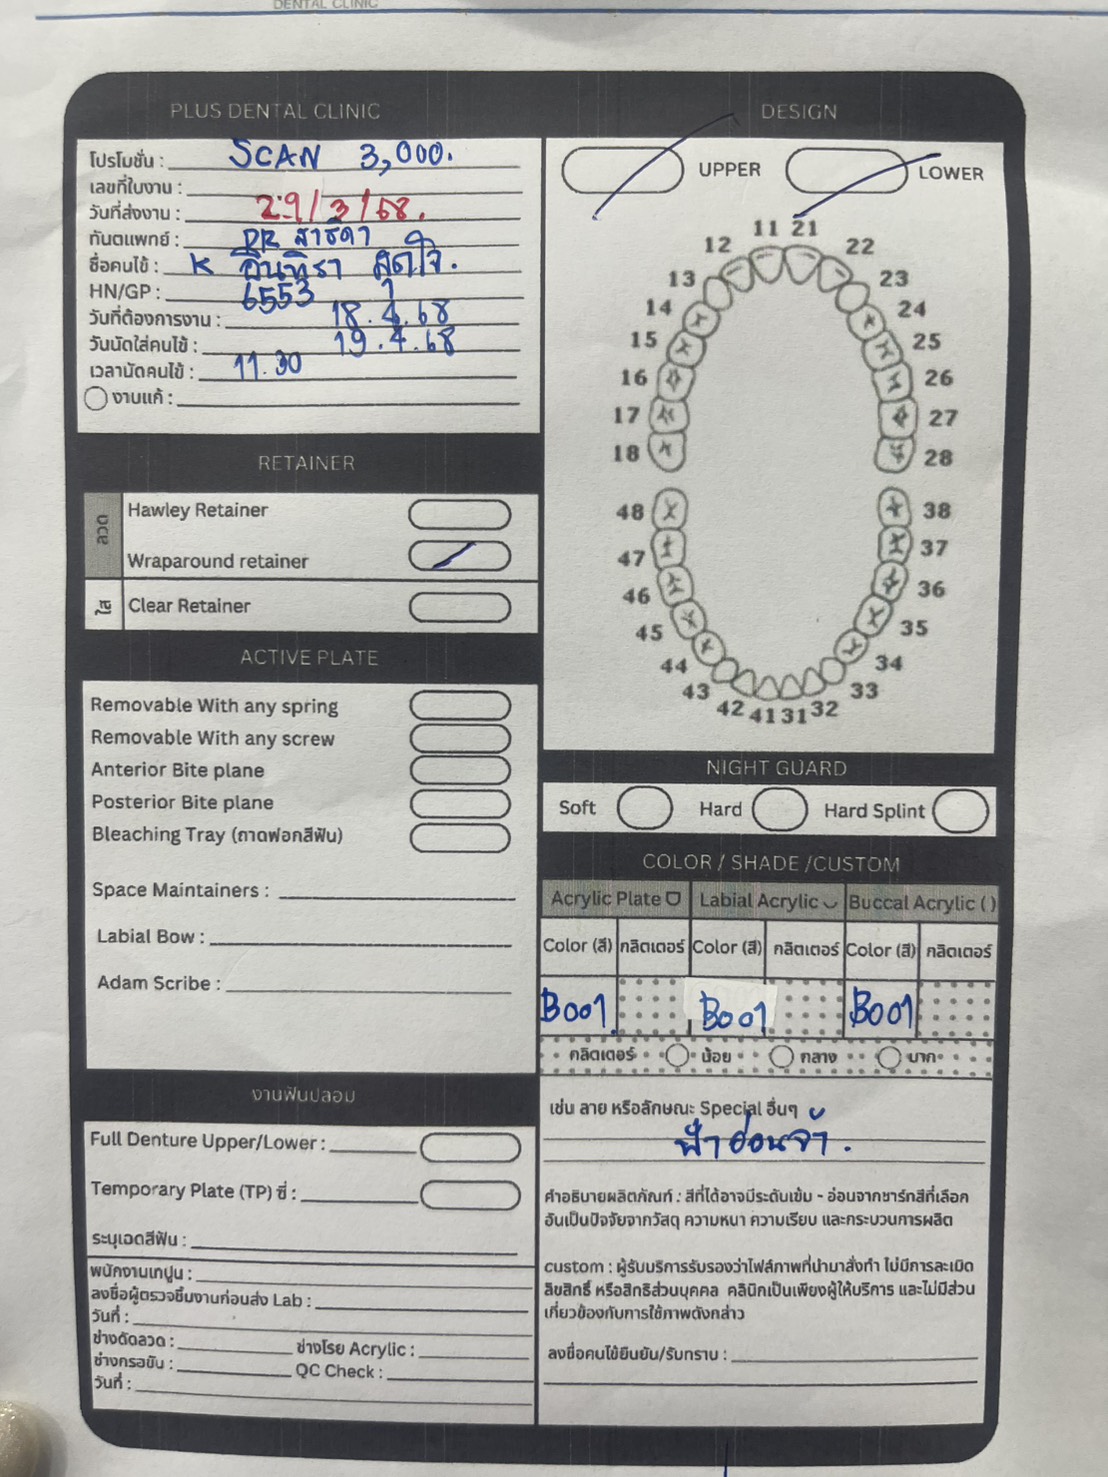 DENTAL CLINIC
PLUS DENTAL CLINIC
โปรโมชั่น : SCAN 3,000.
เลขที่ใบงาน :
วันที่ส่งงาน : 29/3/68.
ทันตแพทย์ : DR สาธิดา
ชื่อคนไข้ : K อินทิรา สุดใจ.
HN/GP : 6553
วันที่ต้องการงาน : 18.4.68
วันนัดใส่คนไข้ : 19.4.68
เวลานัดคนไข้ : 11.30
งานแก้ :
RETAINER
ลวด
Hawley Retainer
Wraparound retainer
ใส
Clear Retainer
ACTIVE PLATE
Removable With any spring
Removable With any screw
Anterior Bite plane
Posterior Bite plane
Bleaching Tray (ถาดฟอกสีฟัน)
Space Maintainers :
Labial Bow :
Adam Scribe :
งานฟันปลอม
Full Denture Upper/Lower :
Temporary Plate (TP) ซี่ :
ระบุเฉดสีฟัน :
พนักงานเทปูน :
ลงชื่อผู้ตรวจชิ้นงานก่อนส่ง Lab :
วันที่ :
ช่างดัดลวด : ช่างโรย Acrylic :
ช่างกรอขัน : QC Check :
วันที่ :
DESIGN
UPPER LOWER
11 21
12 22
13 23
14 24
15 25
16 26
17 27
18 28
48 38
47 37
46 36
45 35
44 34
43 33
42 41 31 32
NIGHT GUARD
Soft Hard Hard Splint
COLOR / SHADE /CUSTOM
Acrylic Plate Labial Acrylic Buccal Acrylic ( )
Color (สี) กลิตเตอร์ Color (สี) กลิตเตอร์ Color (สี) กลิตเตอร์
B001. B001 B001
กลิตเตอร์ น้อย กลาง มาก
เช่น ลาย หรือลักษณะ Special อื่นๆ
ฟ้าอ่อนจ้า.
คำอธิบายผลิตภัณฑ์ : สีที่ได้อาจมีระดับเข้ม - อ่อนจากชาร์ทสีที่เลือก
อันเป็นปัจจัยจากวัสดุ ความหนา ความเรียบ และกระบวนการผลิต
custom : ผู้รับบริการรับรองว่าไฟล์ภาพที่นำมาสั่งทำ ไม่มีการละเมิด
ลิขสิทธิ์ หรือสิทธิส่วนบุคคล คลินิกเป็นเพียงผู้ให้บริการ และไม่มีส่วน
เกี่ยวข้องกับการใช้ภาพดังกล่าว
ลงชื่อคนไข้ยืนยัน/รับทราบ :